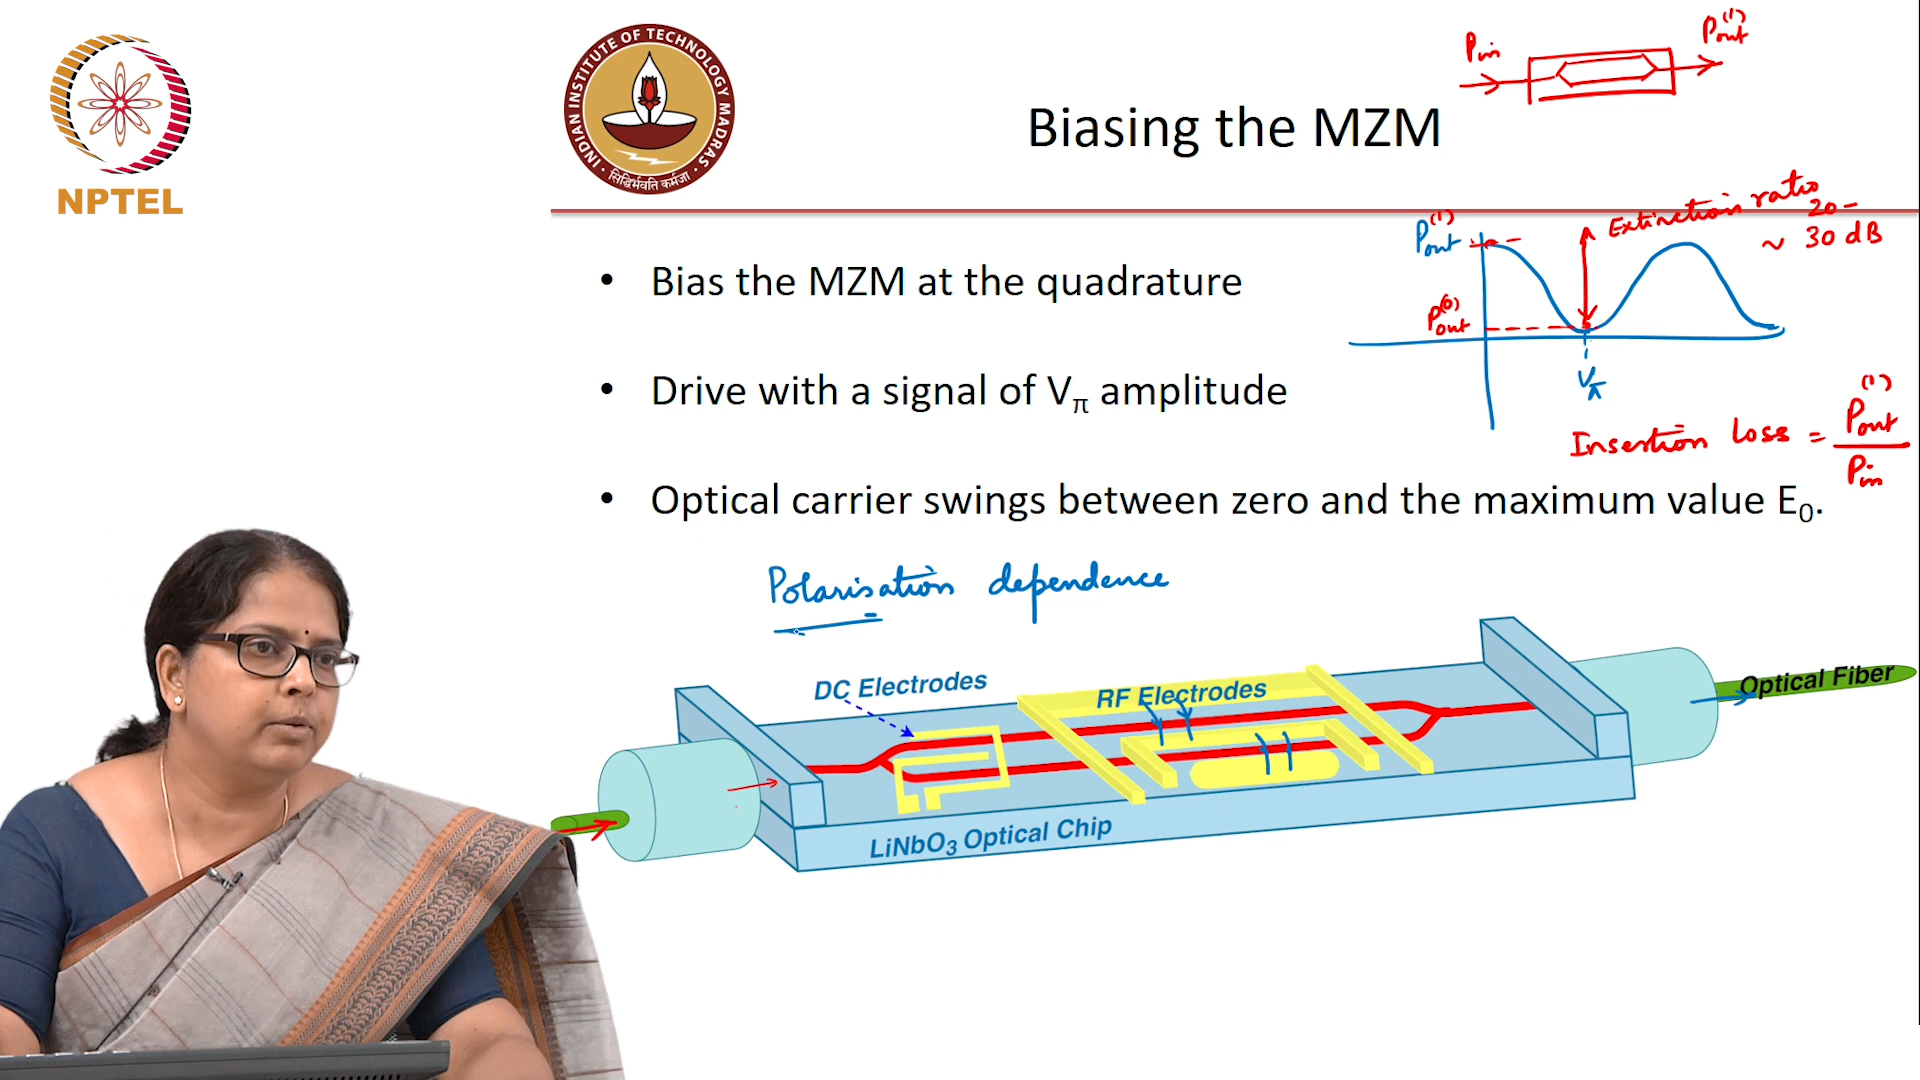 NPTEL
INDIAN INSTITUTE OF TECHNOLOGY MADRAS
सिद्धिर्भवति कर्मजा
Biasing the MZM
Pin
Pout(1)
Pout(1)
Extinction ratio
20 -
~ 30 dB
Pout(0)
Vπ
Insertion Loss = Pout(1)
Pin
• Bias the MZM at the quadrature
• Drive with a signal of Vπ amplitude
• Optical carrier swings between zero and the maximum value E0.
Polarisation dependence
DC Electrodes
RF Electrodes
Optical Fiber
LiNbO3 Optical Chip